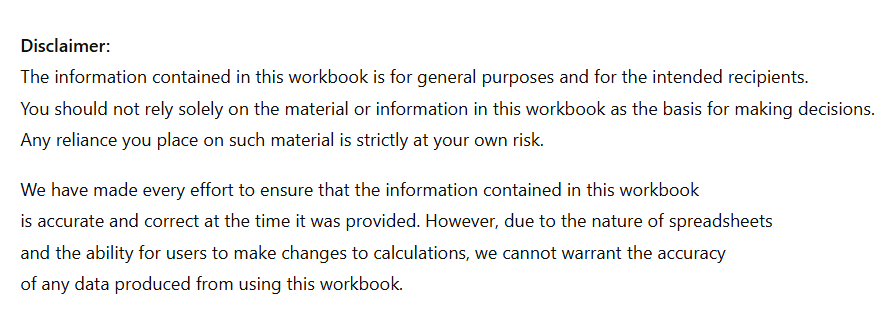 Disclaimer:
The information contained in this workbook is for general purposes and for the intended recipients.
You should not rely solely on the material or information in this workbook as the basis for making decisions.
Any reliance you place on such material is strictly at your own risk.
We have made every effort to ensure that the information contained in this workbook
is accurate and correct at the time it was provided. However, due to the nature of spreadsheets
and the ability for users to make changes to calculations, we cannot warrant the accuracy
of any data produced from using this workbook.